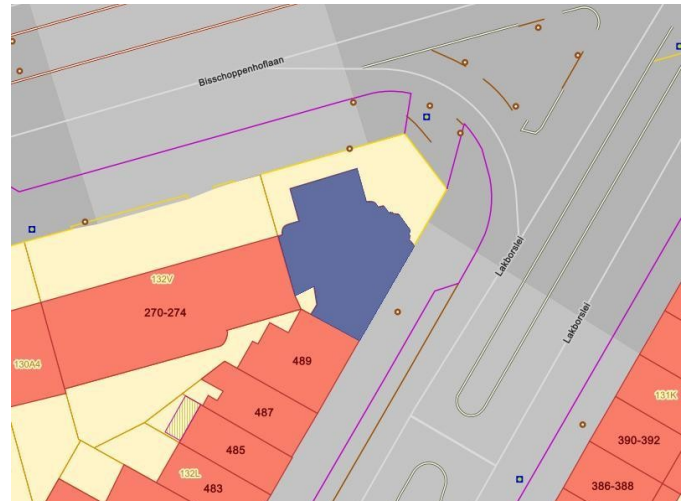 Bisschoppenhoflaan
Lakborslei
Lakborslei
132V
270-274
130A4
489
487
485
483
132L
131K
390-392
386-388